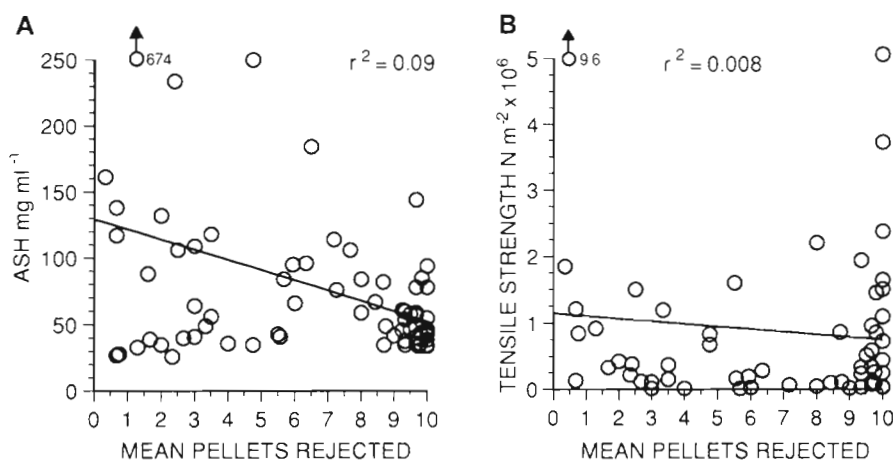 A
674
r² = 0.09
250
200
150
100
50
0
ASH mg ml⁻¹
0 1 2 3 4 5 6 7 8 9 10
MEAN PELLETS REJECTED
B
96
r² = 0.008
5
4
3
2
1
0
TENSILE STRENGTH N m⁻² x 10⁶
0 1 2 3 4 5 6 7 8 9 10
MEAN PELLETS REJECTED